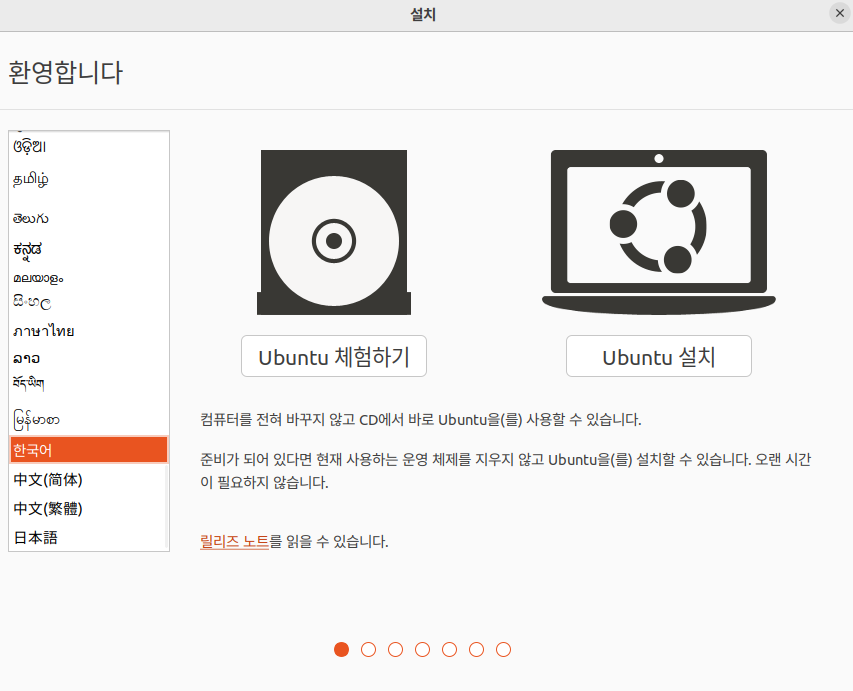 설치
환영합니다
ଓଡ଼ିଆ
தமிழ்
తెలుగు
ಕನ್ನಡ
മലയാളം
සිංහල
ภาษาไทย
ລາວ
བོད་ཡིག
မြန်မာစာ
한국어
中文(简体)
中文(繁體)
日本語
Ubuntu 체험하기
Ubuntu 설치
컴퓨터를 전혀 바꾸지 않고 CD에서 바로 Ubuntu을(를) 사용할 수 있습니다.
준비가 되어 있다면 현재 사용하는 운영 체제를 지우지 않고 Ubuntu을(를) 설치할 수 있습니다. 오랜 시간
이 필요하지 않습니다.
릴리즈 노트를 읽을 수 있습니다.